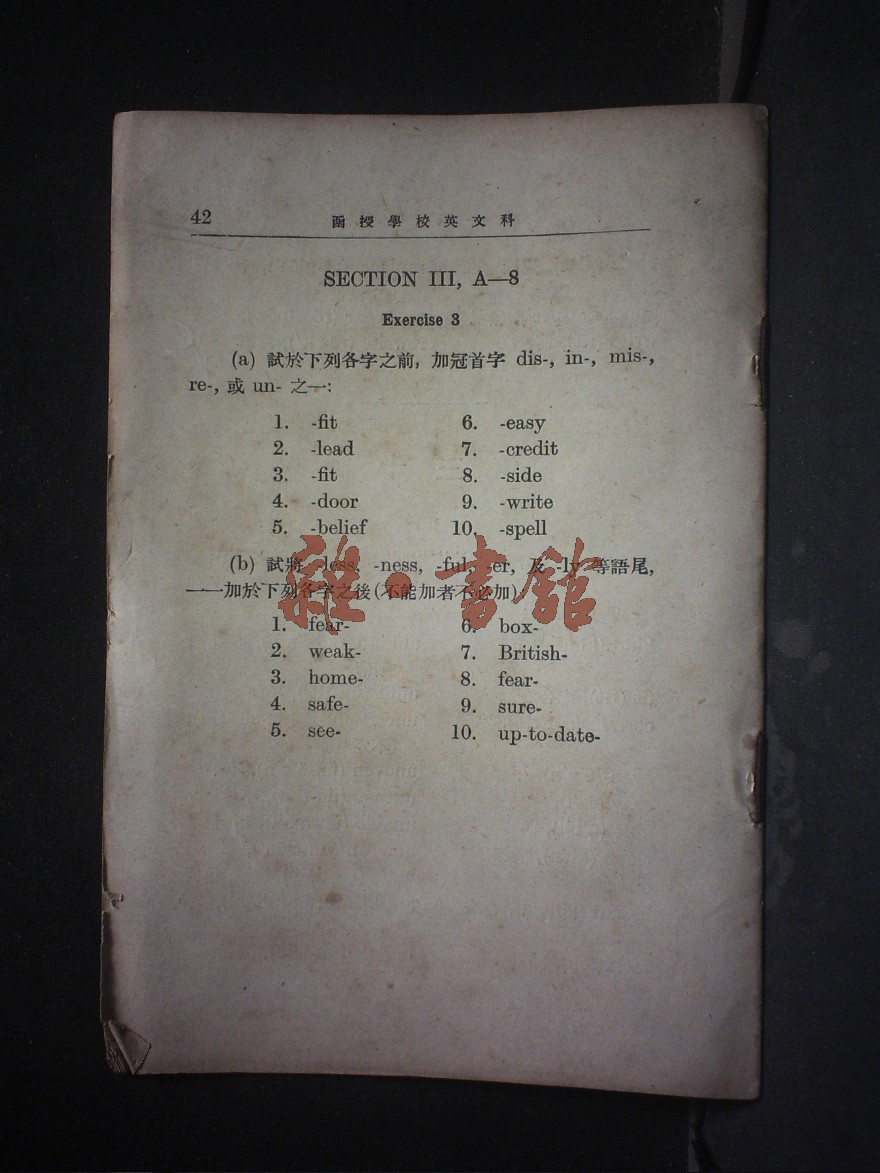 42 函授學校英文科
SECTION III, A—8
Exercise 3
(a) 試於下列各字之前, 加冠首字 dis-, in-, mis-,
re-, 或 un- 之一:
1. -fit 6. -easy
2. -lead 7. -credit
3. -fit 8. -side
4. -door 9. -write
5. -belief 10. -spell
(b) 試將 -less, -ness, -ful, -er, 及 -ly 等語尾,
一一加於下列各字之後(不能加者不必加)
雜·書館
1. fear- 6. box-
2. weak- 7. British-
3. home- 8. fear-
4. safe- 9. sure-
5. see- 10. up-to-date-